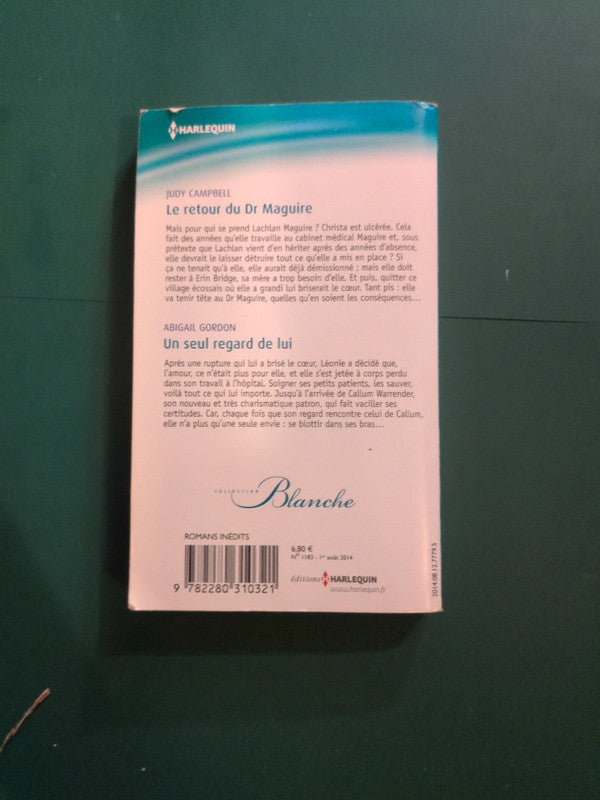 HARLEQUIN
JUDY CAMPBELL
Le retour du Dr Maguire
Mais pour qui se prend Lachlan Maguire ? Christa est ulcérée. Cela
fait des années qu'elle travaille au cabinet médical Maguire et, sous
prétexte que Lachlan vient d'en hériter après des années d'absence,
elle devrait le laisser détruire tout ce qu'elle a mis en place ? Si
ça ne tenait qu'à elle, elle aurait déjà démissionné ; mais elle doit
rester à Erin Bridge, sa mère a trop besoin d'elle. Et puis, quitter ce
village écossais où elle a grandi lui briserait le cœur. Tant pis : elle
va tenir tête au Dr Maguire, quelles qu'en soient les conséquences...
ABIGAIL GORDON
Un seul regard de lui
Après une rupture qui lui a brisé le cœur, Léonie a décidé que,
l'amour, ce n'était plus pour elle, et elle s'est jetée à corps perdu
dans son travail à l'hôpital. Soigner ses petits patients, les sauver,
voilà tout ce qui lui importe. Jusqu'à l'arrivée de Callum Warrender,
son nouveau et très charismatique patron, qui fait vaciller ses
certitudes. Car, chaque fois que son regard rencontre celui de Callum,
elle n'a plus qu'une seule envie : se blottir dans ses bras...
COLLECTION Blanche
ROMANS INÉDITS
6,80 €
N° 1183 - 1er août 2014
9 782280 310321
éditions HARLEQUIN
www.harlequin.fr
2014.08.12.7779.5